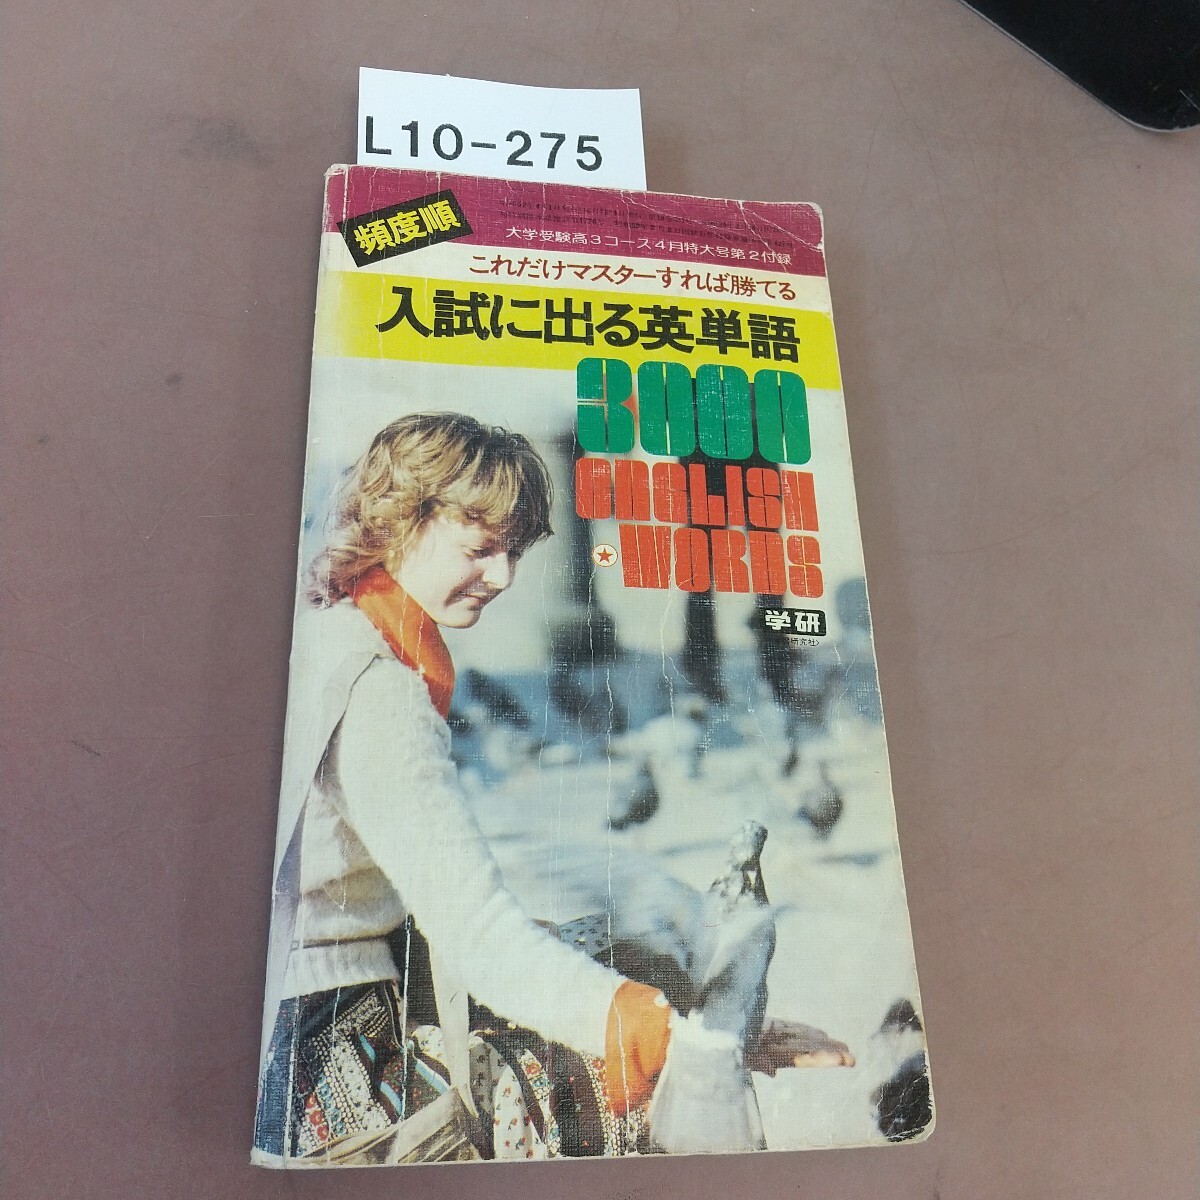 L10-275
頻度順
大学受験高3コース4月特大号第2付録
これだけマスターすれば勝てる
入試に出る英単語
3000
ENGLISH
WORDS
学研